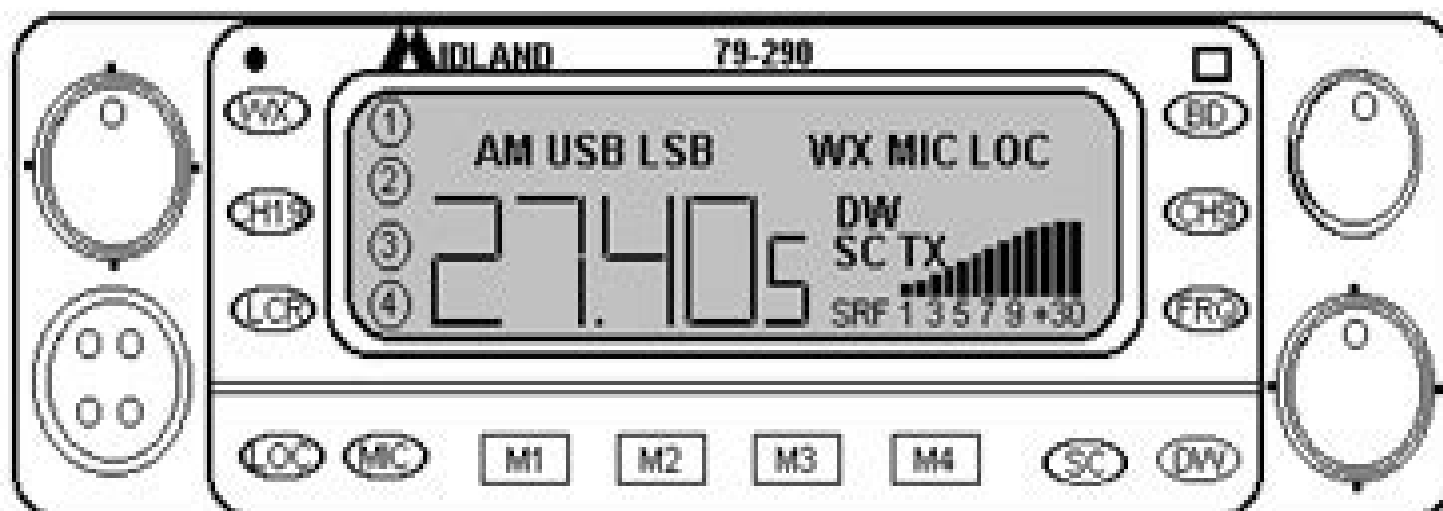 MIDLAND 79-290
WX BD
1
AM USB LSB WX MIC LOC
2
CH19 DW CH9
27.405
3
SC TX
LCR 4 SRF 1 3 5 7 9 +30 FRQ
LOC MIC M1 M2 M3 M4 SC DW